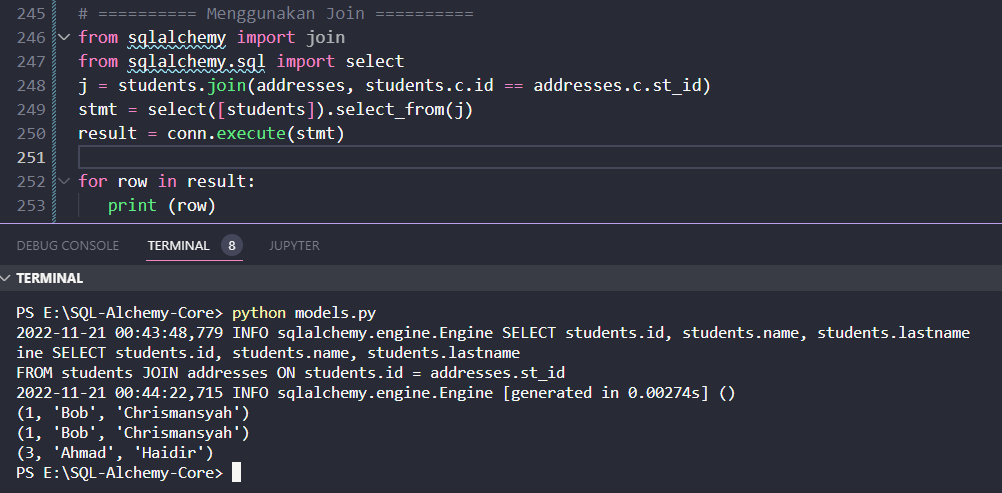 245 # ========== Menggunakan Join ==========
246 from sqlalchemy import join
247 from sqlalchemy.sql import select
248 j = students.join(addresses, students.c.id == addresses.c.st_id)
249 stmt = select([students]).select_from(j)
250 result = conn.execute(stmt)
251
252 for row in result:
253 print (row)
DEBUG CONSOLE TERMINAL 8 JUPYTER
TERMINAL
PS E:\SQL-Alchemy-Core> python models.py
2022-11-21 00:43:48,779 INFO sqlalchemy.engine.Engine SELECT students.id, students.name, students.lastname
ine SELECT students.id, students.name, students.lastname
FROM students JOIN addresses ON students.id = addresses.st_id
2022-11-21 00:44:22,715 INFO sqlalchemy.engine.Engine [generated in 0.00274s] ()
(1, 'Bob', 'Chrismansyah')
(1, 'Bob', 'Chrismansyah')
(3, 'Ahmad', 'Haidir')
PS E:\SQL-Alchemy-Core>